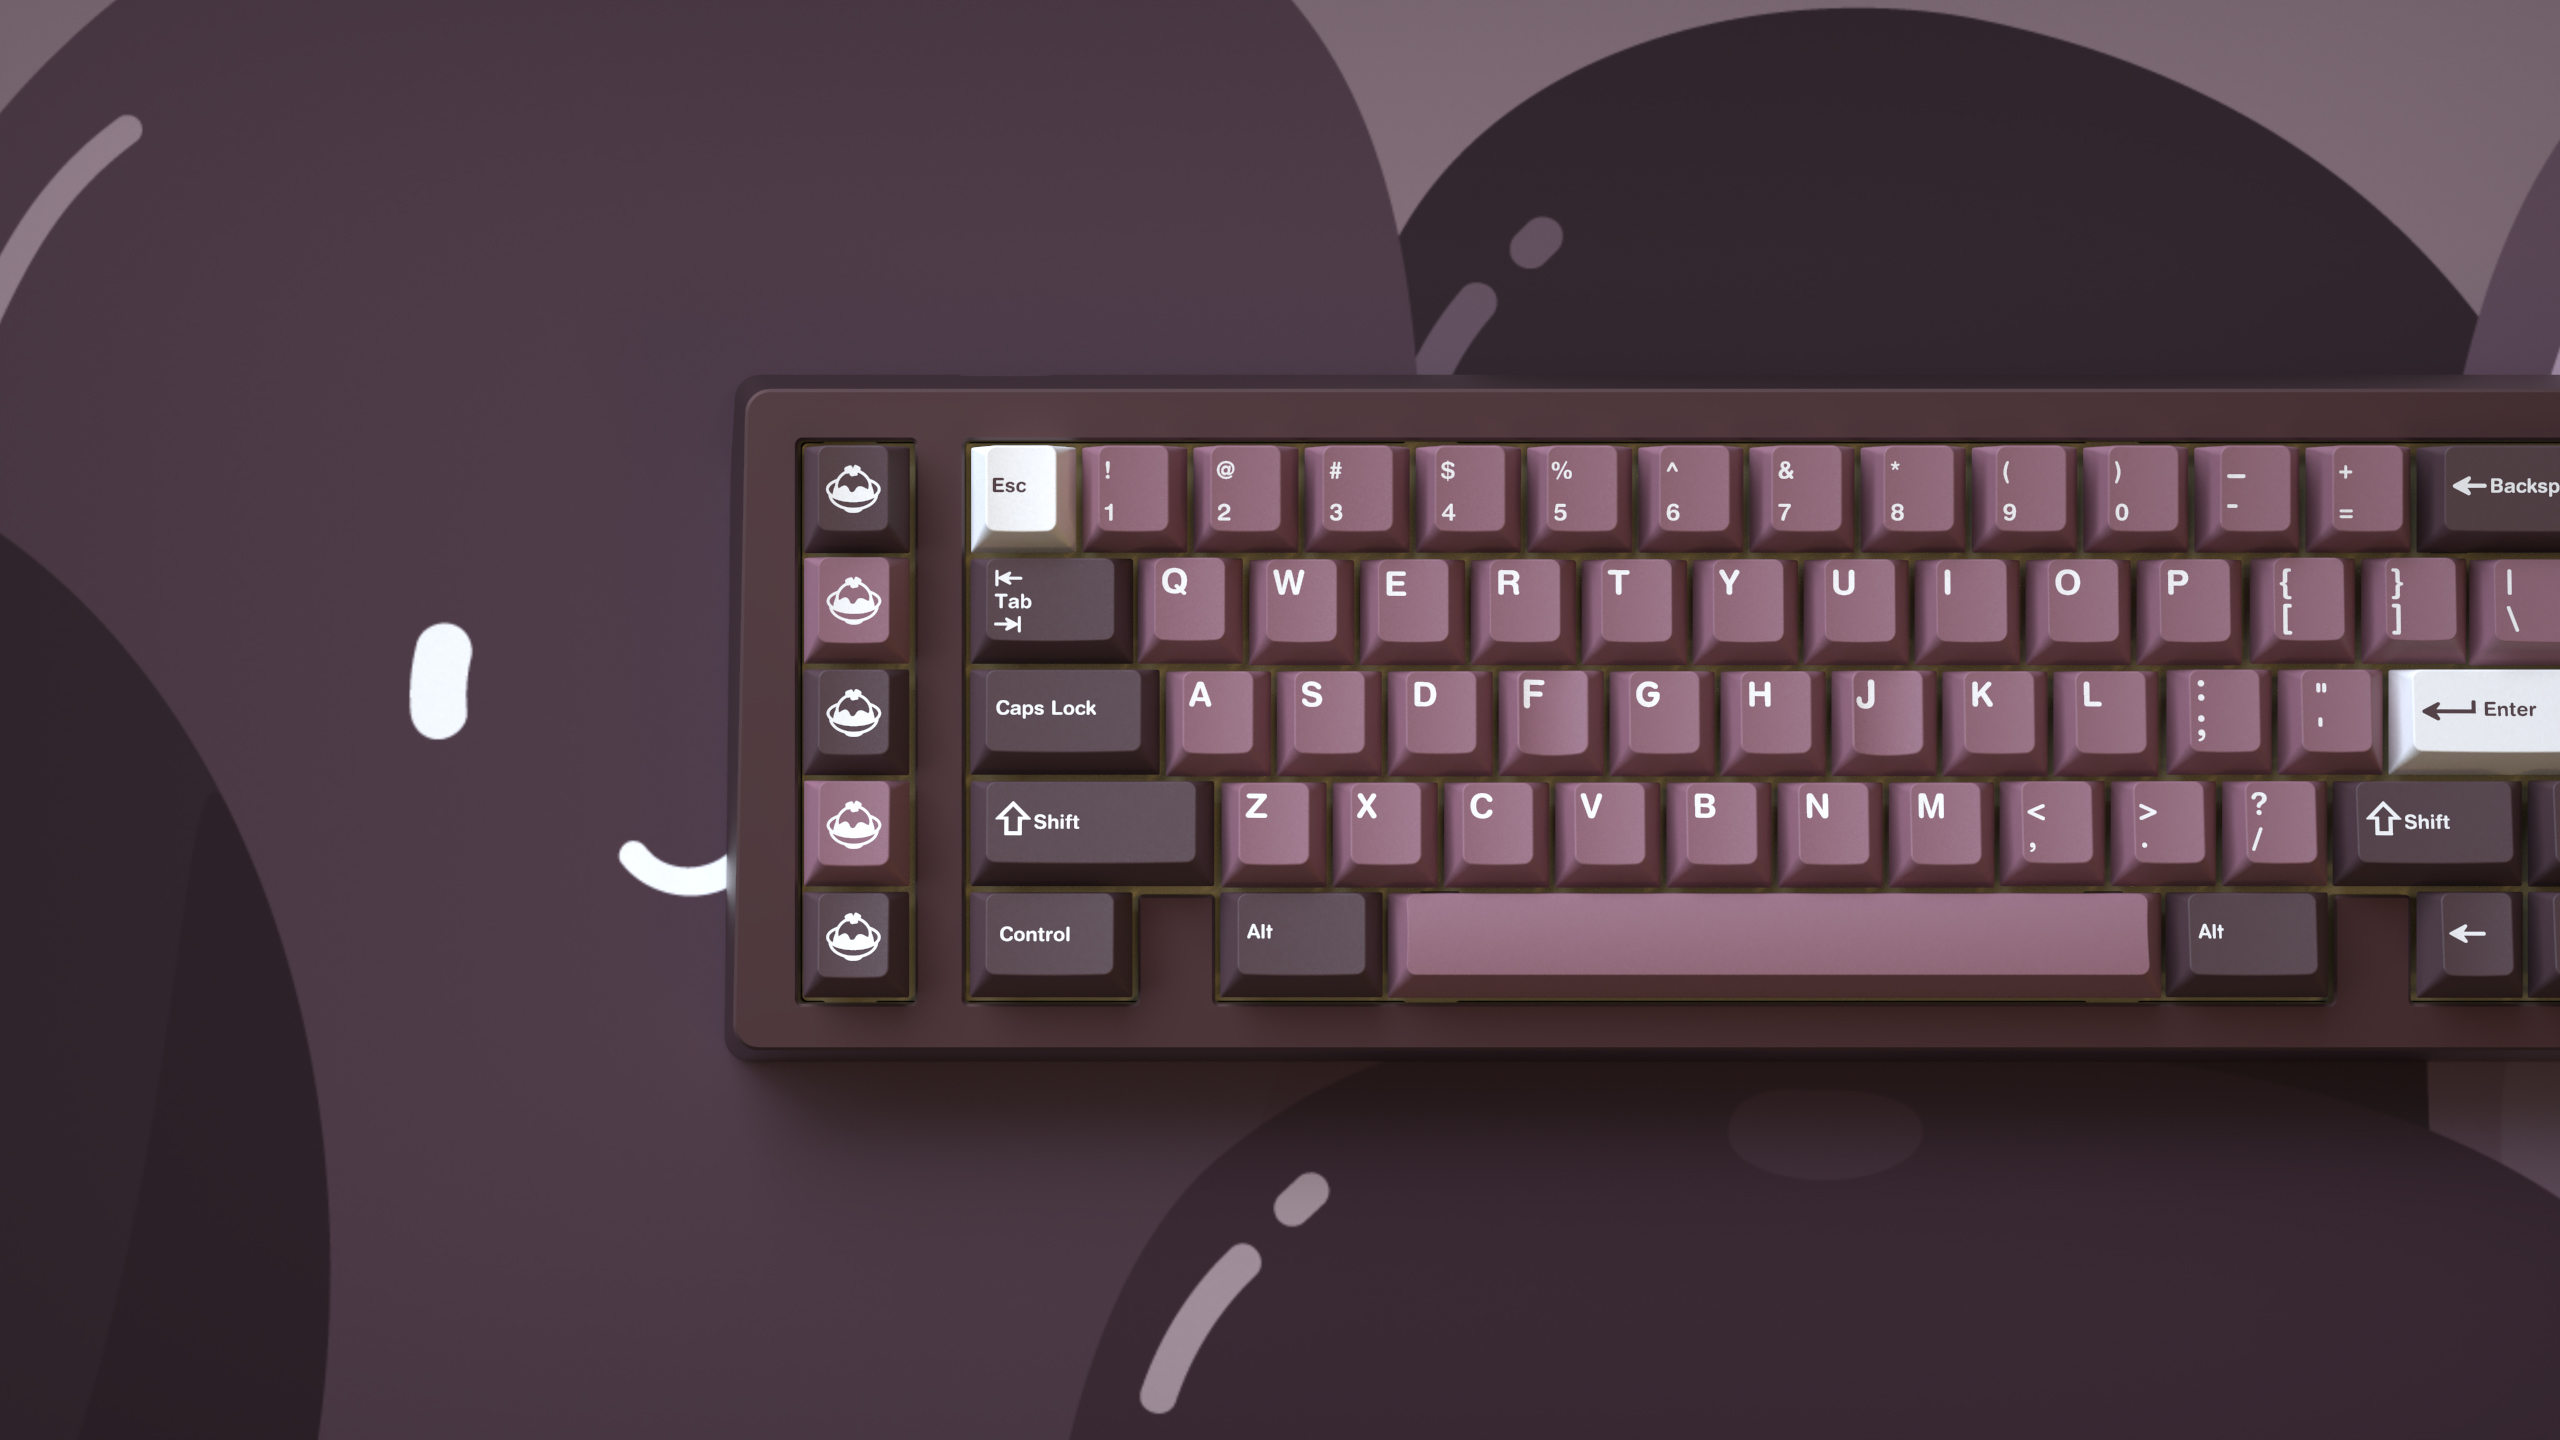 Esc ! 1 @ 2 # 3 $ 4 % 5 ^ 6 & 7 * 8 ( 9 ) 0 — - + = ←Backsp
⇤ Tab ⇥ Q W E R T Y U I O P { [ } ] | \
Caps Lock A S D F G H J K L : ; " ' Enter
⇧Shift Z X C V B N M < , > . ? / ⇧Shift
Control Alt Alt ←